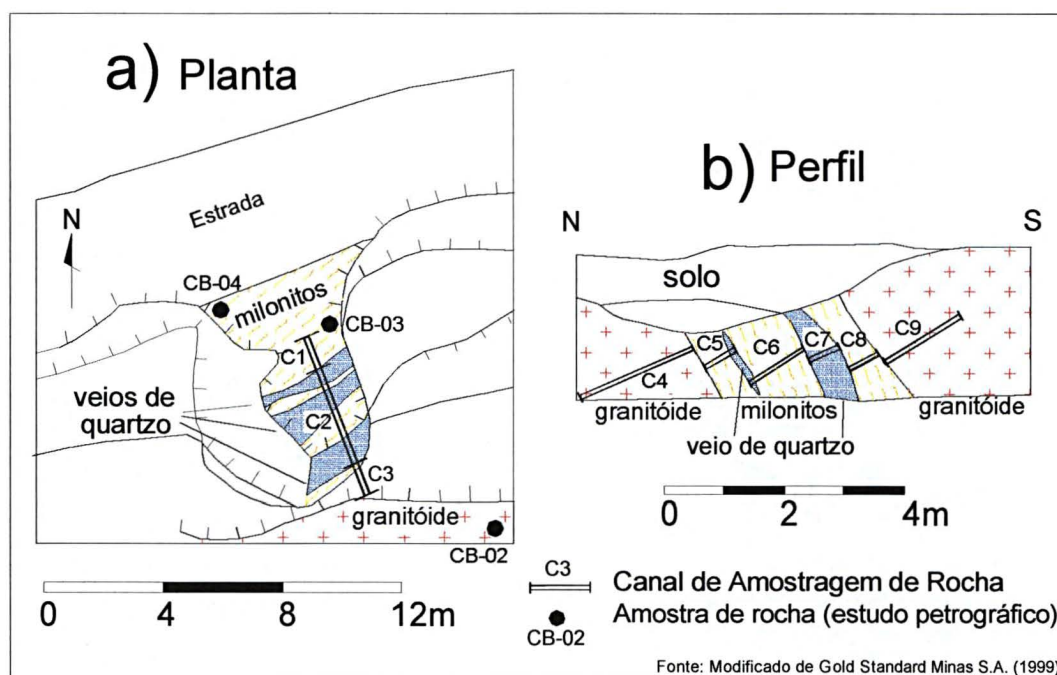 a) Planta
Estrada
N
CB-04
milonitos
CB-03
C1
veios de
quartzo
C2
C3
granitóide
CB-02
0 4 8 12m
b) Perfil
N S
solo
C5 C6 C7 C8 C9
C4
granitóide milonitos granitóide
veio de quartzo
0 2 4m
C3 Canal de Amostragem de Rocha
Amostra de rocha (estudo petrográfico)
CB-02
Fonte: Modificado de Gold Standard Minas S.A. (1999)